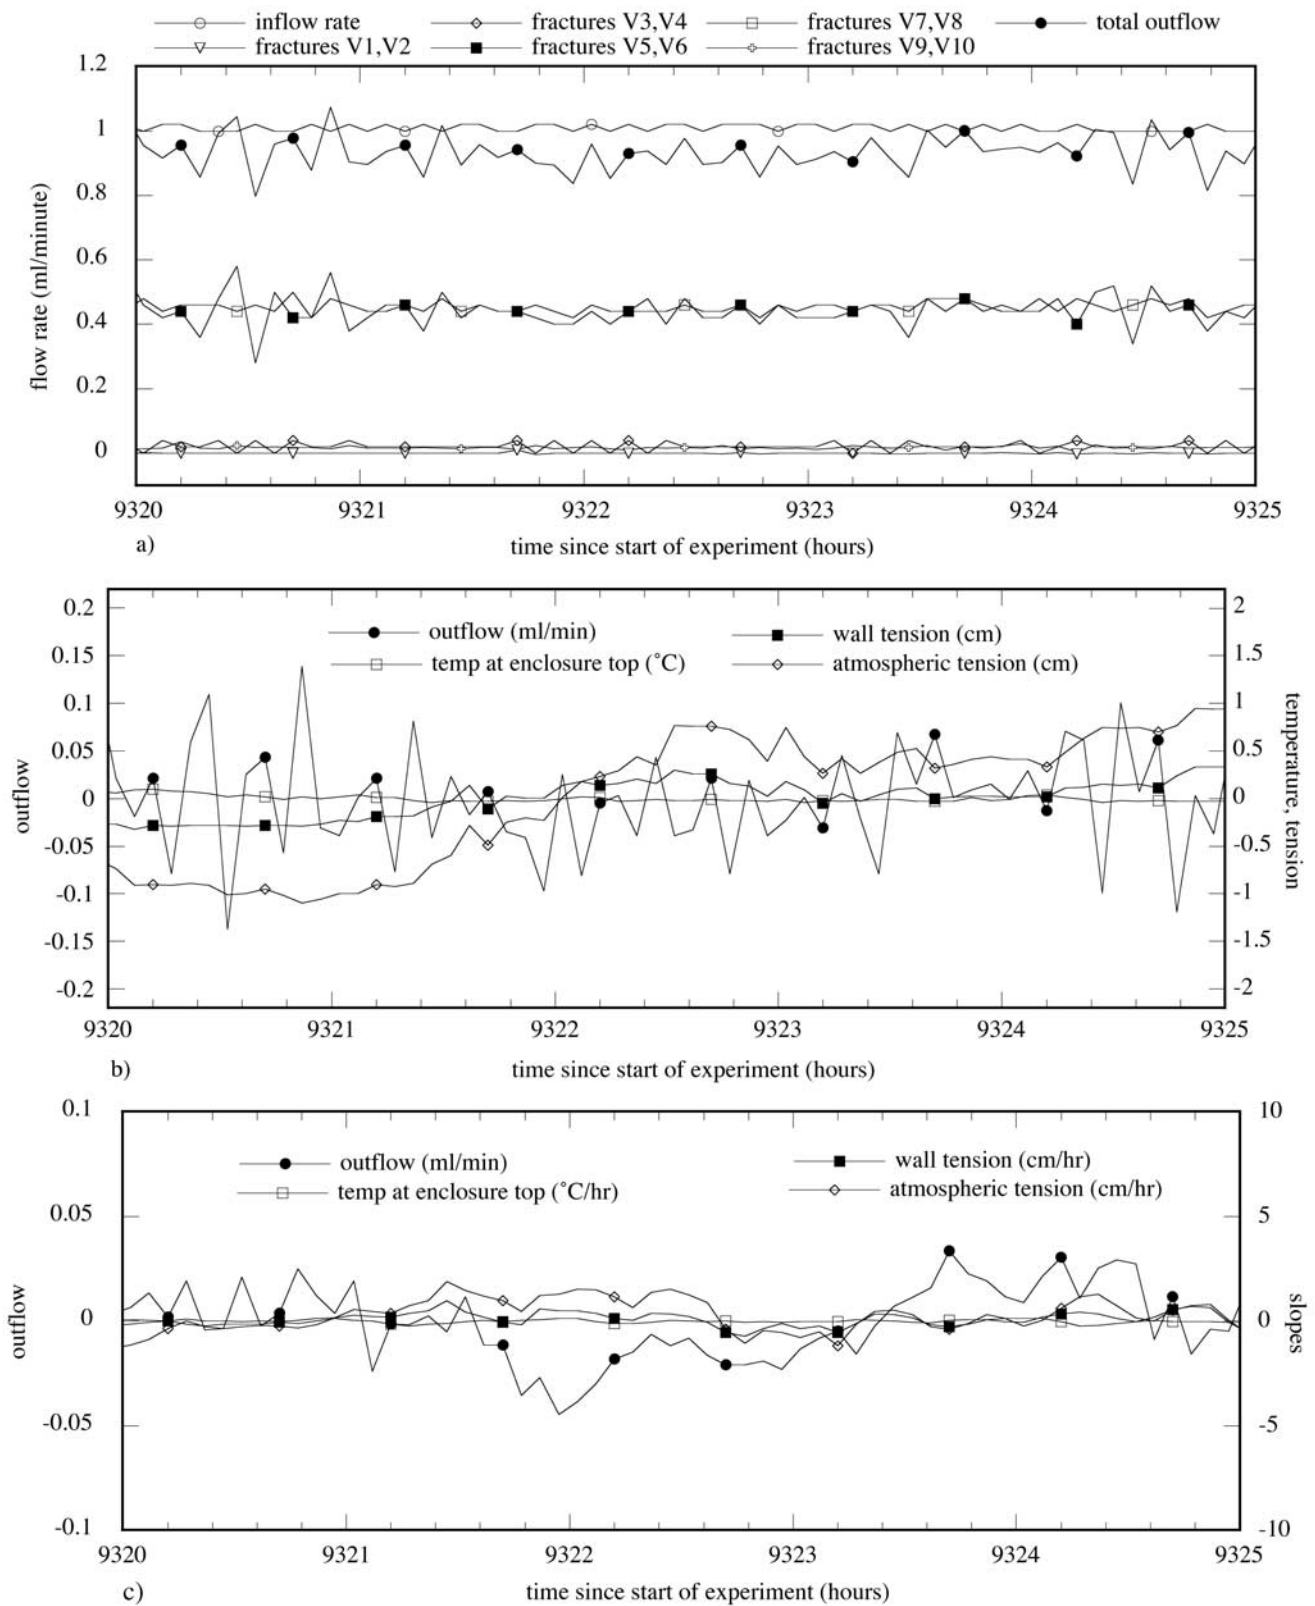 inflow rate fractures V3,V4 fractures V7,V8 total outflow
fractures V1,V2 fractures V5,V6 fractures V9,V10
1.2
1
0.8
0.6
0.4
0.2
0
flow rate (ml/minute)
9320 9321 9322 9323 9324 9325
a) time since start of experiment (hours)
outflow (ml/min) wall tension (cm)
temp at enclosure top (˚C) atmospheric tension (cm)
0.2 2
0.15 1.5
0.1 1
0.05 0.5
0 0
-0.05 -0.5
-0.1 -1
-0.15 -1.5
-0.2 -2
outflow
temperature, tension
9320 9321 9322 9323 9324 9325
b) time since start of experiment (hours)
outflow (ml/min) wall tension (cm/hr)
temp at enclosure top (˚C/hr) atmospheric tension (cm/hr)
0.1 10
0.05 5
0 0
-0.05 -5
-0.1 -10
outflow
slopes
9320 9321 9322 9323 9324 9325
c) time since start of experiment (hours)